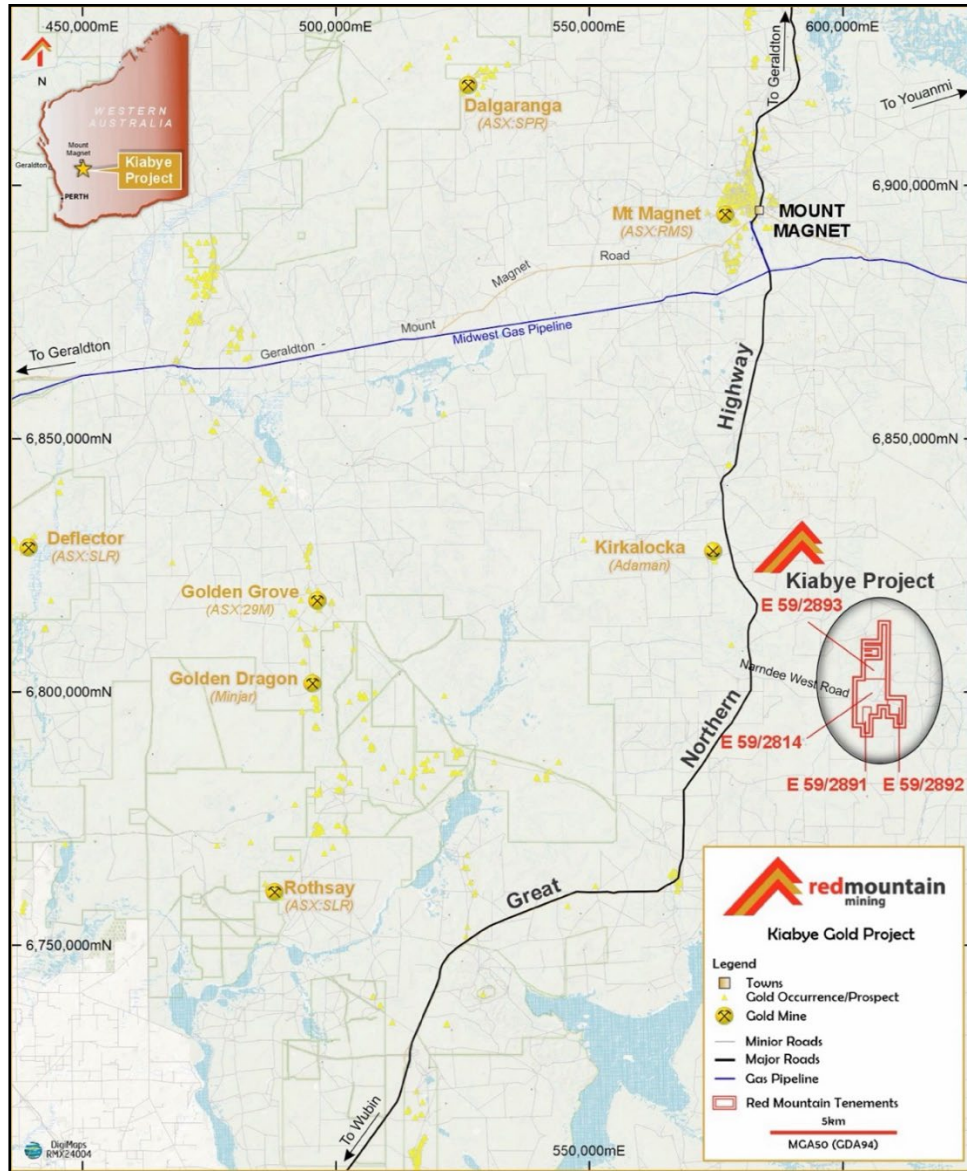 450,000mE
500,000mE
550,000mE
600,000mE
N
WESTERN
AUSTRALIA
Mount
Magnet
Geraldton
PERTH
Kiabye
Project
Dalgaranga
(ASX:SPR)
To Geraldton
To Youanmi
6,900,000mN
Mt Magnet
(ASX:RMS)
MOUNT
MAGNET
Geraldton - Mount Magnet Road
Midwest Gas Pipeline
To Geraldton
6,850,000mN
6,850,000mN
Deflector
(ASX:SLR)
Kirkalocka
(Adaman)
Golden Grove
(ASX:29M)
Kiabye Project
E 59/2893
Golden Dragon
(Minjar)
6,800,000mN
Narndee West Road
E 59/2814
E 59/2891
E 59/2892
Great Northern Highway
Rothsay
(ASX:SLR)
6,750,000mN
To Wubin
550,000mE
DigiMaps
RMX24004
redmountain
mining
Kiabye Gold Project
Legend
Towns
Gold Occurrence/Prospect
Gold Mine
Minior Roads
Major Roads
Gas Pipeline
Red Mountain Tenements
5km
MGA50 (GDA94)